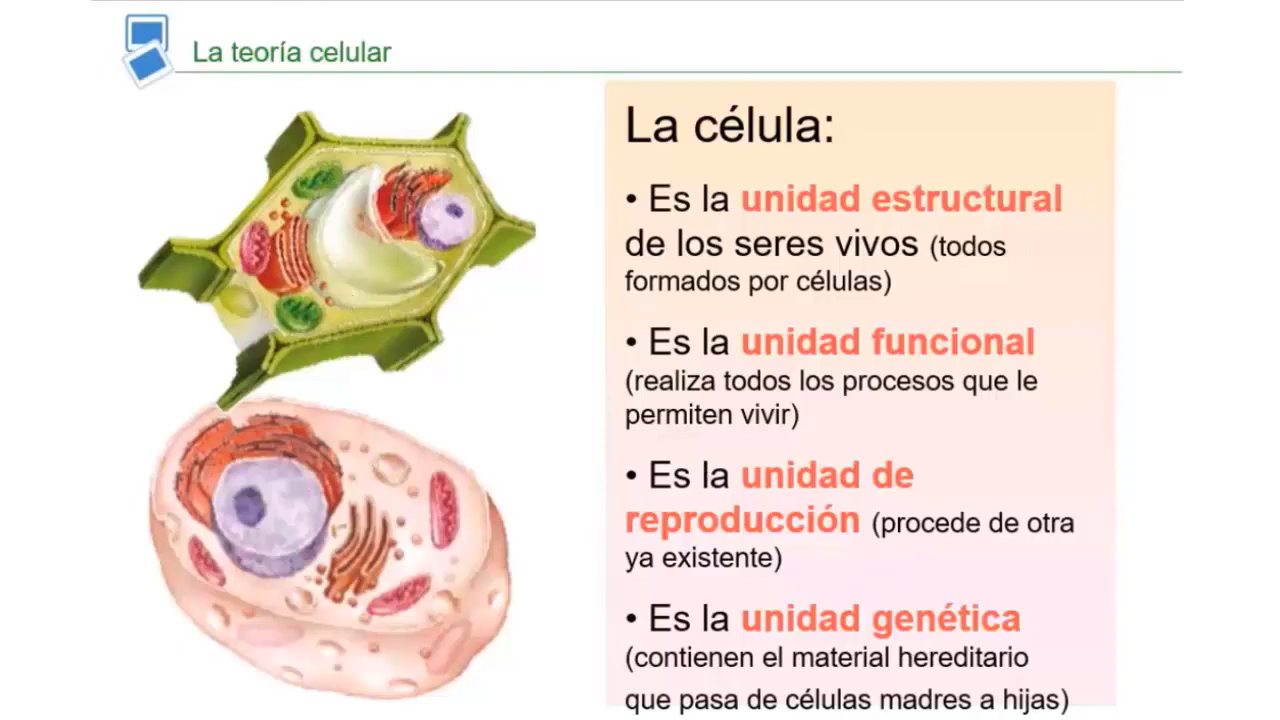 La teoría celular
La célula:
• Es la unidad estructural
de los seres vivos (todos
formados por células)
• Es la unidad funcional
(realiza todos los procesos que le
permiten vivir)
• Es la unidad de
reproducción (procede de otra
ya existente)
• Es la unidad genética
(contienen el material hereditario
que pasa de células madres a hijas)